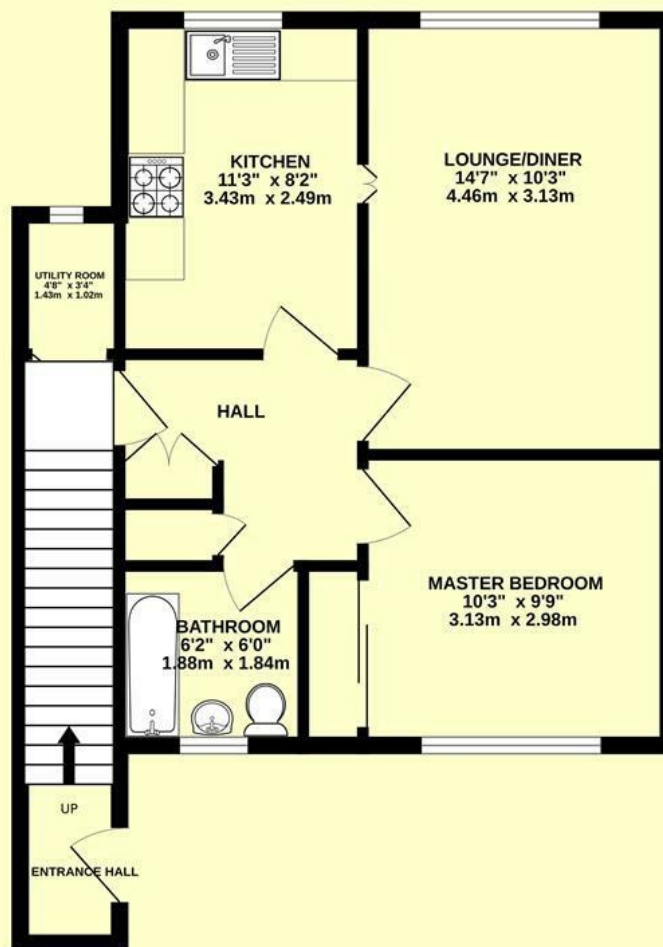 KITCHEN
11'3" x 8'2"
3.43m x 2.49m
LOUNGE/DINER
14'7" x 10'3"
4.46m x 3.13m
UTILITY ROOM
4'8" x 3'4"
1.43m x 1.02m
HALL
MASTER BEDROOM
10'3" x 9'9"
3.13m x 2.98m
BATHROOM
6'2" x 6'0"
1.88m x 1.84m
UP
ENTRANCE HALL